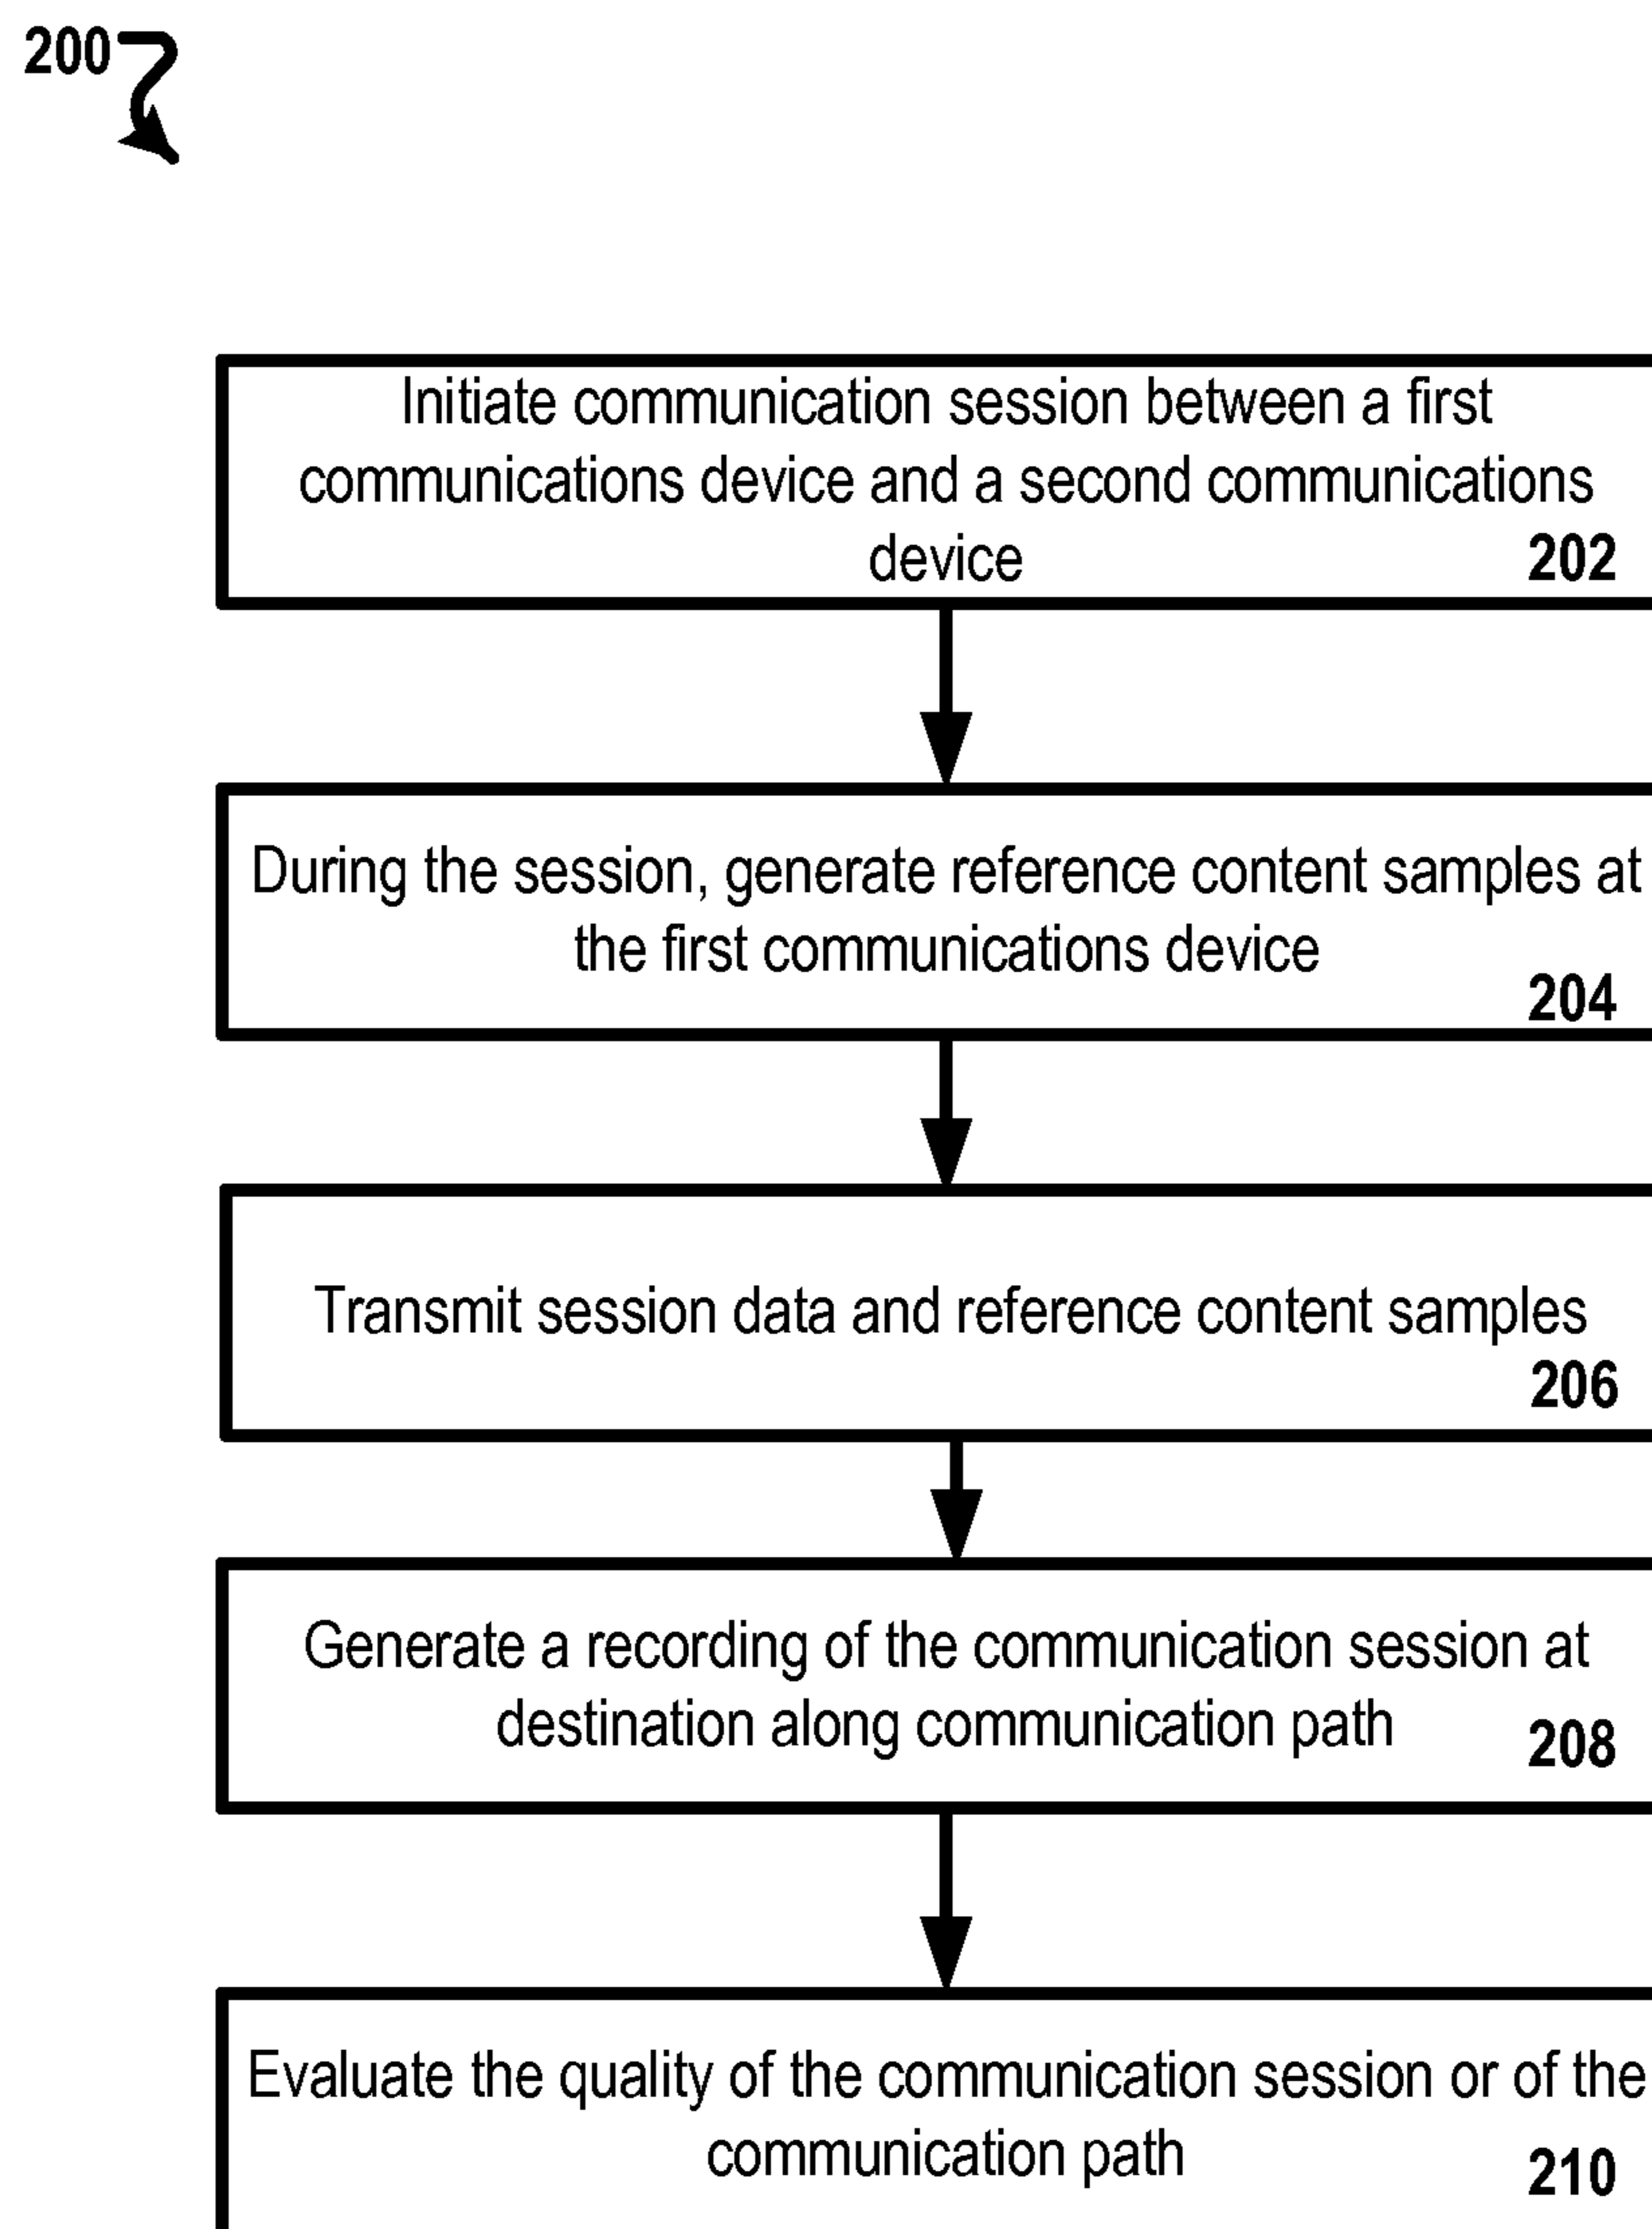 200
Initiate communication session between a first
communications device and a second communications
device
202
During the session, generate reference content samples at
the first communications device
204
Transmit session data and reference content samples
206
Generate a recording of the communication session at
destination along communication path
208
Evaluate the quality of the communication session or of the
communication path
210